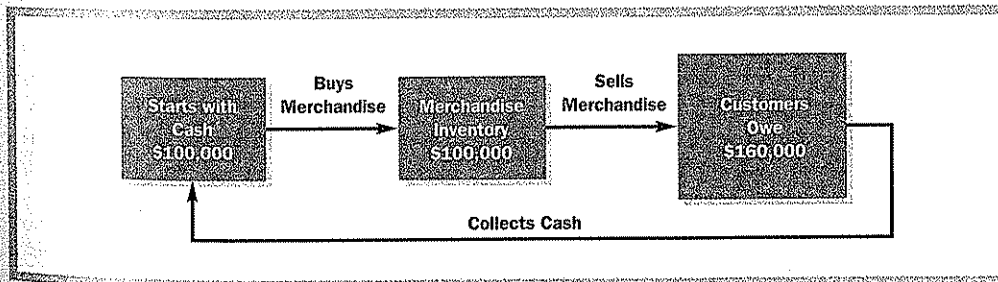 Starts with
Cash
$100,000
Buys
Merchandise
Merchandise
Inventory
$100,000
Sells
Merchandise
Customers
Owe
$160,000
Collects Cash